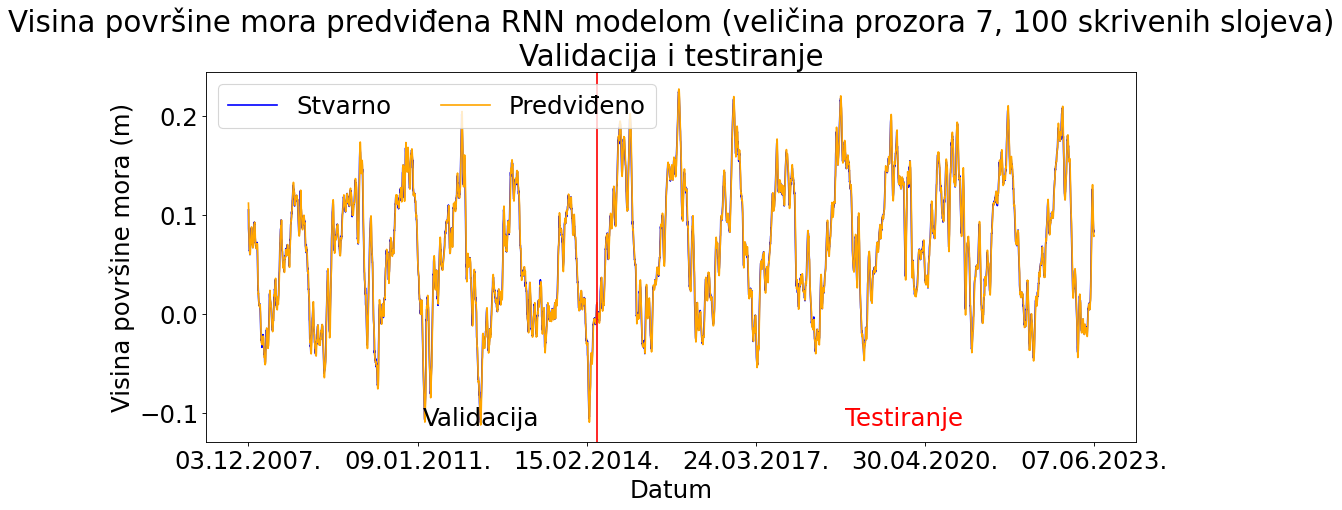 Visina površine mora predviđena RNN modelom (veličina prozora 7, 100 skrivenih slojeva)
Validacija i testiranje
Stvarno Predviđeno
Visina površine mora (m)
0.2
0.1
0.0
−0.1
Validacija Testiranje
03.12.2007. 09.01.2011. 15.02.2014. 24.03.2017. 30.04.2020. 07.06.2023.
Datum